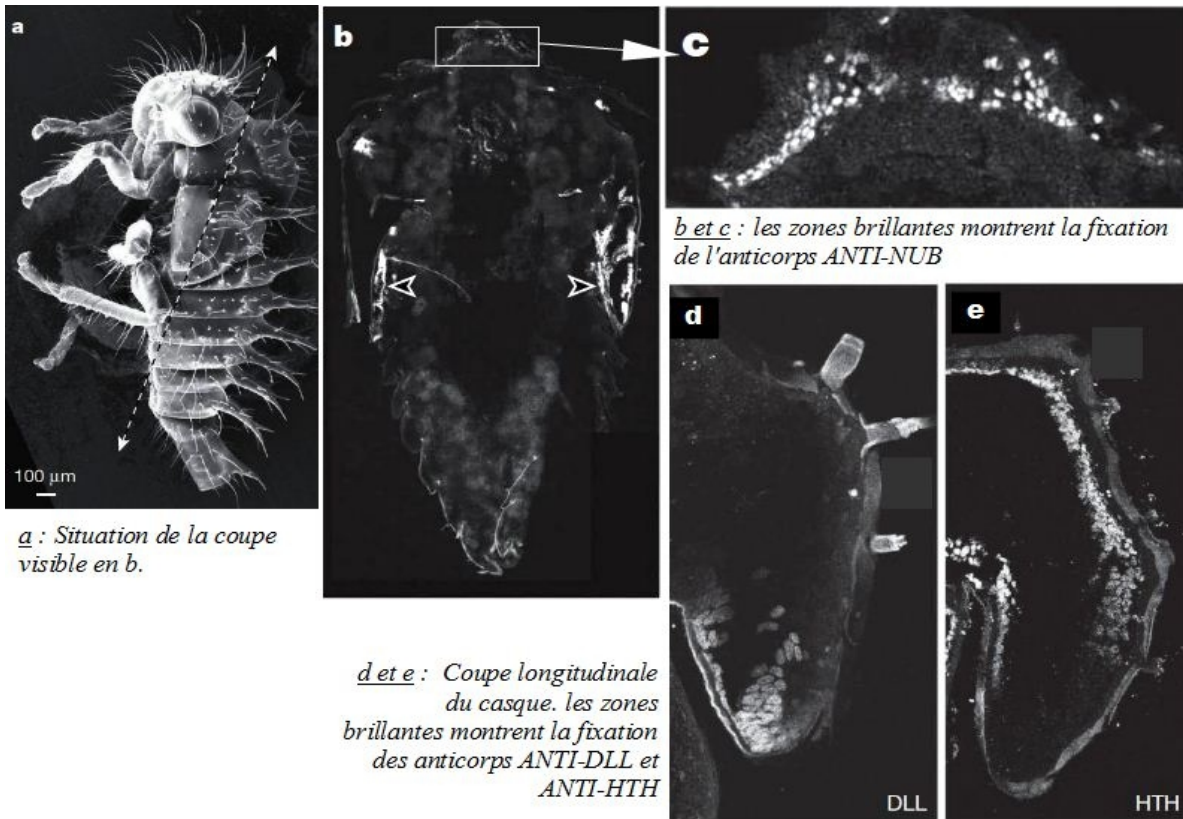 a
100 µm
a : Situation de la coupe
visible en b.
b
c
b et c : les zones brillantes montrent la fixation
de l'anticorps ANTI-NUB
d et e : Coupe longitudinale
du casque. les zones
brillantes montrent la fixation
des anticorps ANTI-DLL et
ANTI-HTH
d
DLL
e
HTH